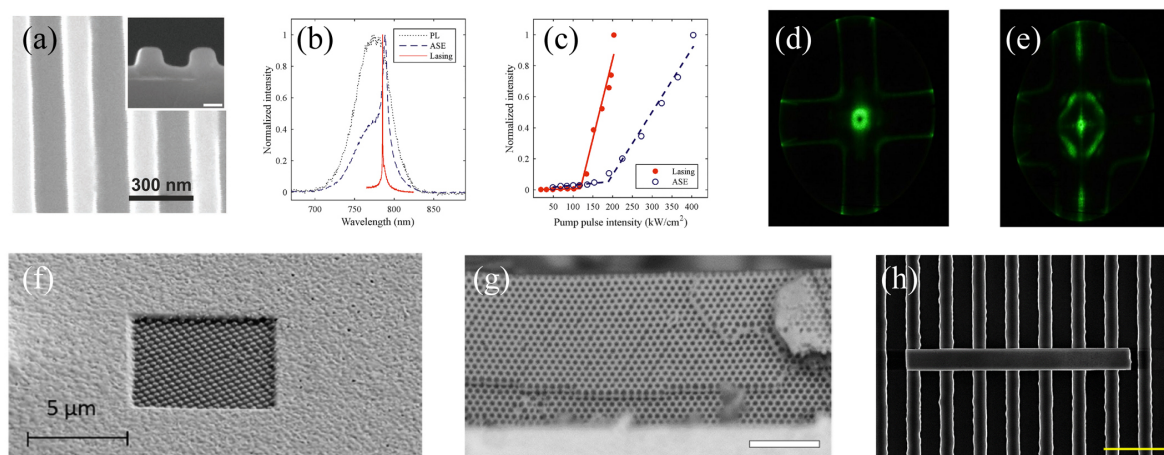 (a)
300 nm
(b)
Normalized intensity
1
0.8
0.6
0.4
0.2
0
PL
ASE
Lasing
700
750
800
850
Wavelength (nm)
(c)
Normalized intensity
1
0.8
0.6
0.4
0.2
0
Lasing
ASE
50
100
150
200
250
300
350
400
Pump pulse intensity (kW/cm²)
(d)
(e)
(f)
5 μm
(g)
(h)